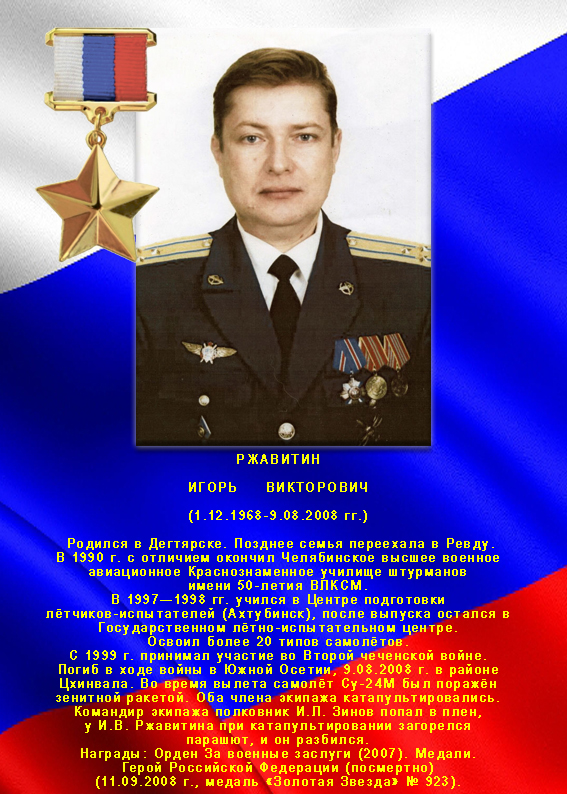 РЖАВИТИН
ИГОРЬ ВИКТОРОВИЧ
(1.12.1968-9.08.2008 гг.)
Родился в Дегтярске. Позднее семья переехала в Ревду.
В 1990 г. с отличием окончил Челябинское высшее военное
авиационное Краснознаменное училище штурманов
имени 50-летия ВЛКСМ.
В 1997—1998 гг. учился в Центре подготовки
лётчиков-испытателей (Ахтубинск), после выпуска остался в
Государственном лётно-испытательном центре.
Освоил более 20 типов самолётов.
С 1999 г. принимал участие во Второй чеченской войне.
Погиб в ходе войны в Южной Осетии, 9.08.2008 г. в районе
Цхинвала. Во время вылета самолёт Су-24М был поражён
зенитной ракетой. Оба члена экипажа катапультировались.
Командир экипажа полковник И.Л. Зинов попал в плен,
у И.В. Ржавитина при катапультировании загорелся
парашют, и он разбился.
Награды: Орден За военные заслуги (2007). Медали.
Герой Российской Федерации (посмертно)
(11.09.2008 г., медаль «Золотая Звезда» № 923).